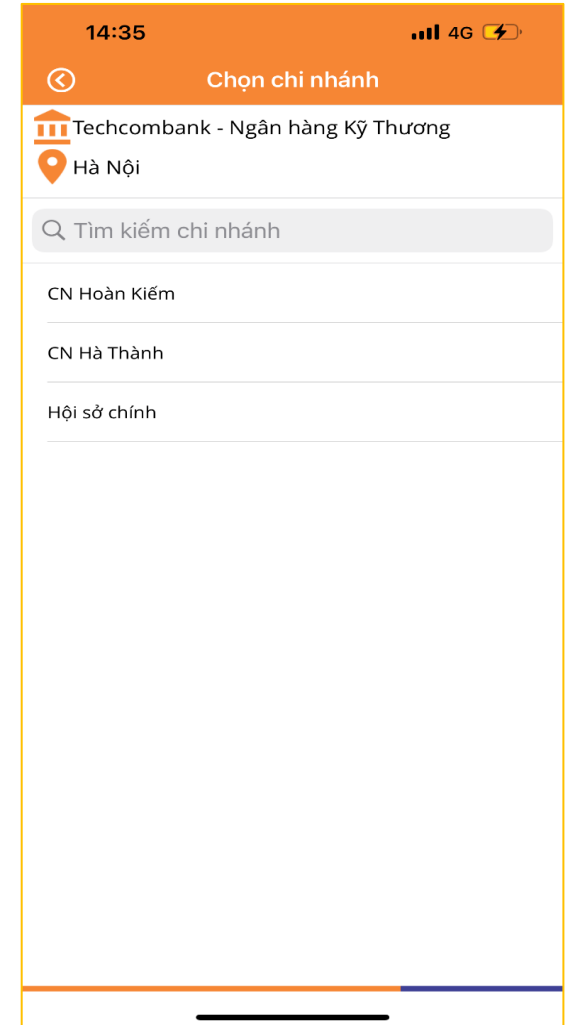 14:35 4G
Chọn chi nhánh
Techcombank - Ngân hàng Kỹ Thương
Hà Nội
Tìm kiếm chi nhánh
CN Hoàn Kiếm
CN Hà Thành
Hội sở chính